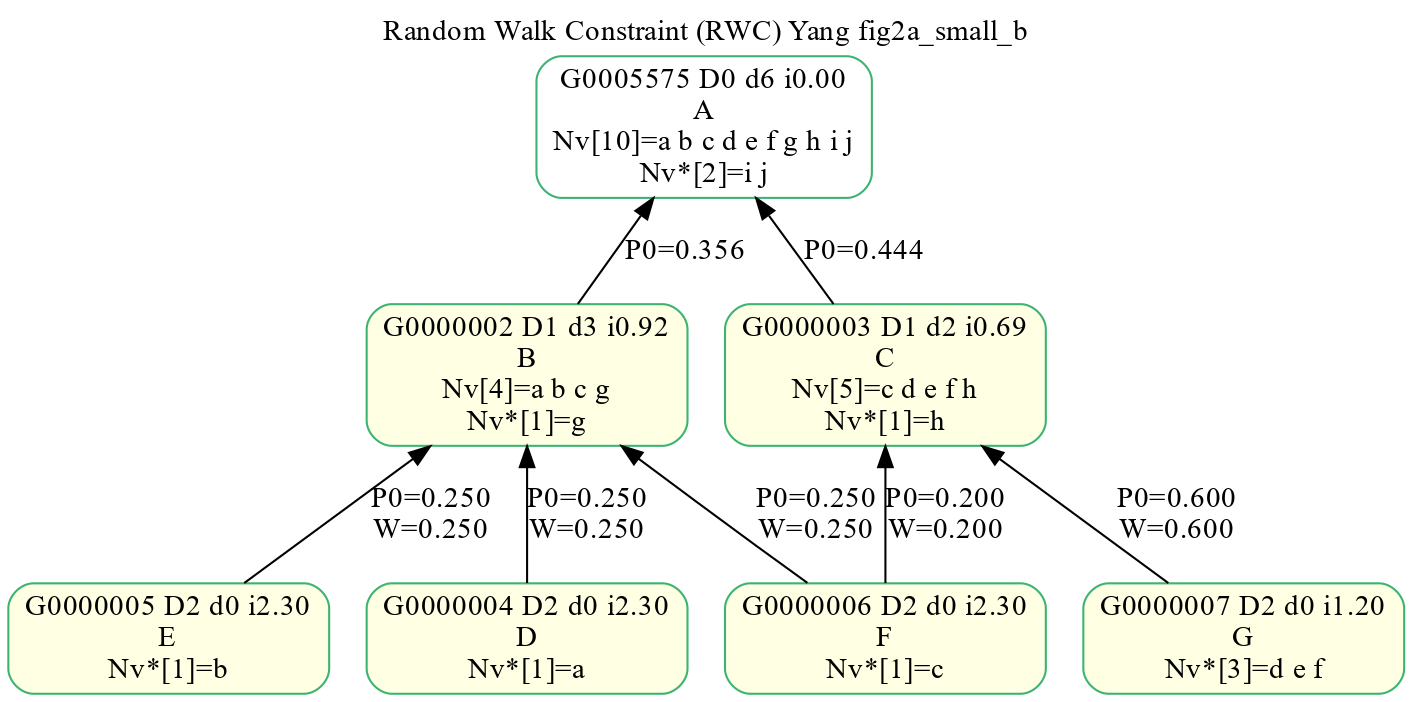 Random Walk Constraint (RWC) Yang fig2a_small_b
G0005575 D0 d6 i0.00
A
Nv[10]=a b c d e f g h i j
Nv*[2]=i j
P0=0.356
P0=0.444
G0000002 D1 d3 i0.92
B
Nv[4]=a b c g
Nv*[1]=g
G0000003 D1 d2 i0.69
C
Nv[5]=c d e f h
Nv*[1]=h
P0=0.250
W=0.250
P0=0.250
W=0.250
P0=0.250
W=0.250
P0=0.200
W=0.200
P0=0.600
W=0.600
G0000005 D2 d0 i2.30
E
Nv*[1]=b
G0000004 D2 d0 i2.30
D
Nv*[1]=a
G0000006 D2 d0 i2.30
F
Nv*[1]=c
G0000007 D2 d0 i1.20
G
Nv*[3]=d e f